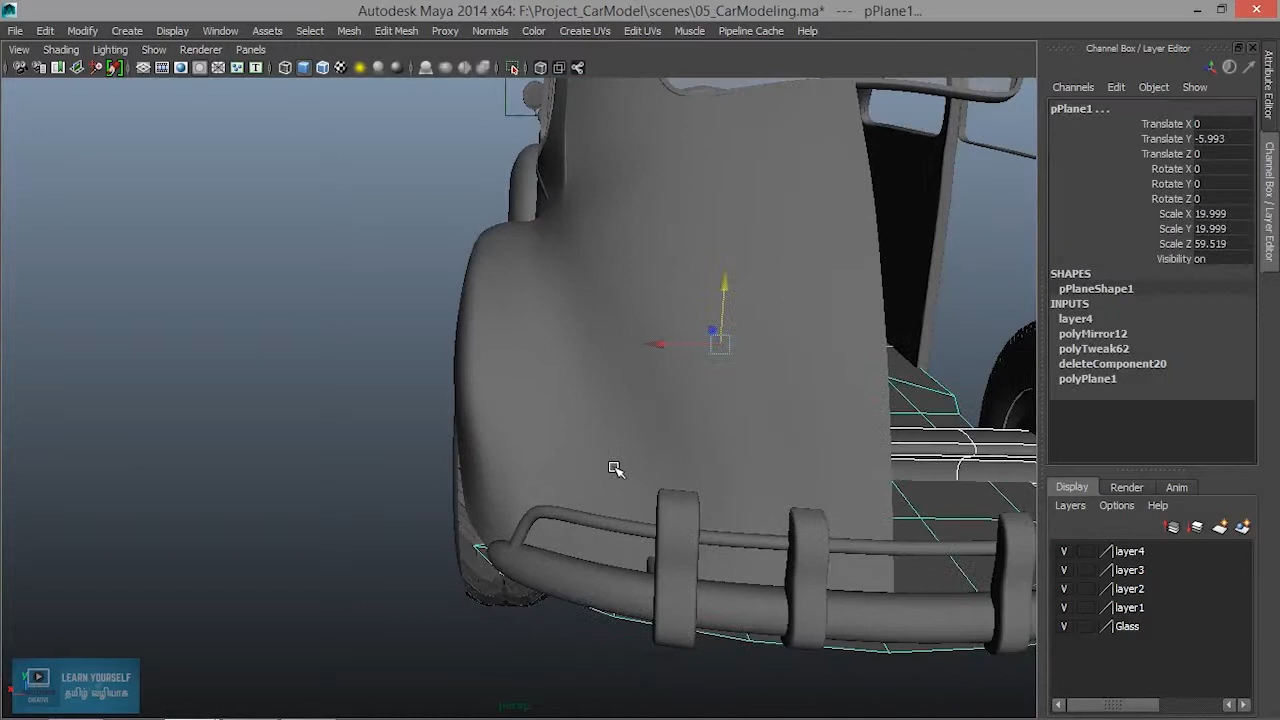 Autodesk Maya 2014 x64: F:\Project_CarModel\scenes\05_CarModeling.ma* --- pPlane1...
File Edit Modify Create Display Window Assets Select Mesh Edit Mesh Proxy Normals Color Create UVs Edit UVs Muscle Pipeline Cache Help
View Shading Lighting Show Renderer Panels
Channel Box / Layer Editor
Channels Edit Object Show
pPlane1 . . .
Translate X 0
Translate Y -5.993
Translate Z 0
Rotate X 0
Rotate Y 0
Rotate Z 0
Scale X 19.999
Scale Y 19.999
Scale Z 59.519
Visibility on
SHAPES
pPlaneShape1
INPUTS
layer4
polyMirror12
polyTweak62
deleteComponent20
polyPlane1
Attribute Editor
Channel Box / Layer Editor
Display Render Anim
Layers Options Help
V layer4
V layer3
V layer2
V layer1
V Glass
LEARN YOURSELF
தமிழ் வழியாக
CREATIVE
persp